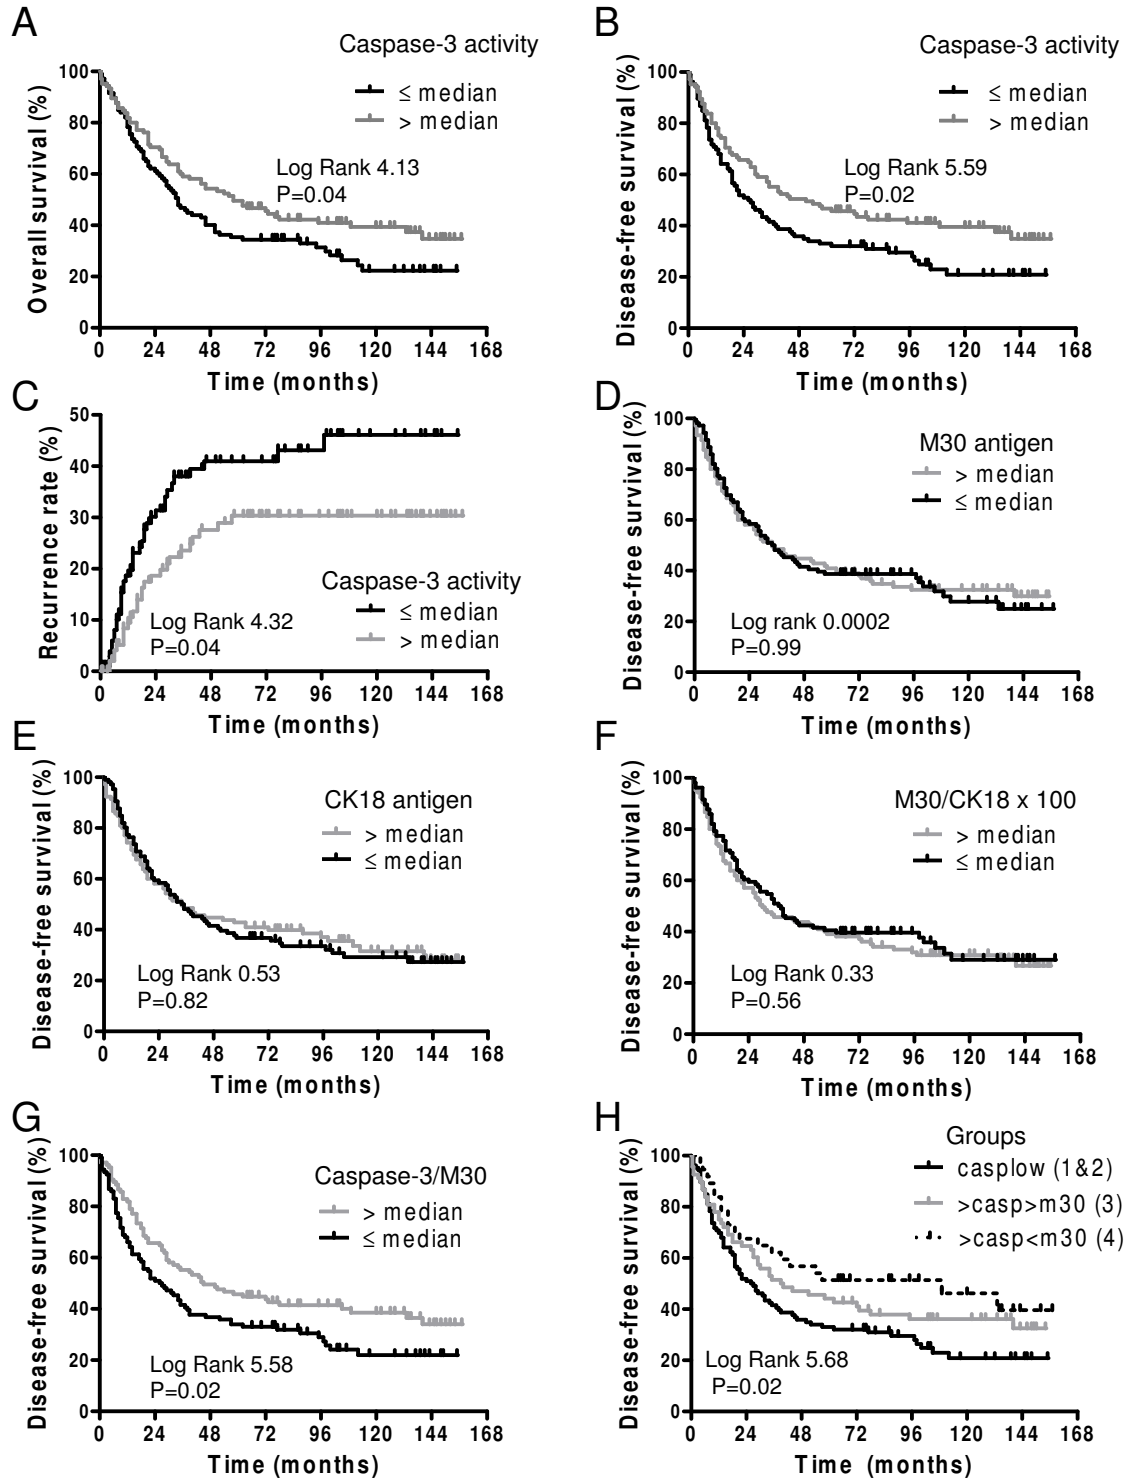 A
Caspase-3 activity
≤ median
> median
Log Rank 4.13
P=0.04
Overall survival (%)
100
80
60
40
20
0
0 24 48 72 96 120 144 168
Time (months)
B
Caspase-3 activity
≤ median
> median
Log Rank 5.59
P=0.02
Disease-free survival (%)
100
80
60
40
20
0
0 24 48 72 96 120 144 168
Time (months)
C
Recurrence rate (%)
50
40
30
20
10
0
Caspase-3 activity
≤ median
> median
Log Rank 4.32
P=0.04
0 24 48 72 96 120 144 168
Time (months)
D
Disease-free survival (%)
100
80
60
40
20
0
M30 antigen
> median
≤ median
Log rank 0.0002
P=0.99
0 24 48 72 96 120 144 168
Time (months)
E
Disease-free survival (%)
100
80
60
40
20
0
CK18 antigen
> median
≤ median
Log Rank 0.53
P=0.82
0 24 48 72 96 120 144 168
Time (months)
F
Disease-free survival (%)
100
80
60
40
20
0
M30/CK18 x 100
> median
≤ median
Log Rank 0.33
P=0.56
0 24 48 72 96 120 144 168
Time (months)
G
Disease-free survival (%)
100
80
60
40
20
0
Caspase-3/M30
> median
≤ median
Log Rank 5.58
P=0.02
0 24 48 72 96 120 144 168
Time (months)
H
Disease-free survival (%)
100
80
60
40
20
0
Groups
casplow (1&2)
>casp>m30 (3)
>casp<m30 (4)
Log Rank 5.68
P=0.02
0 24 48 72 96 120 144 168
Time (months)